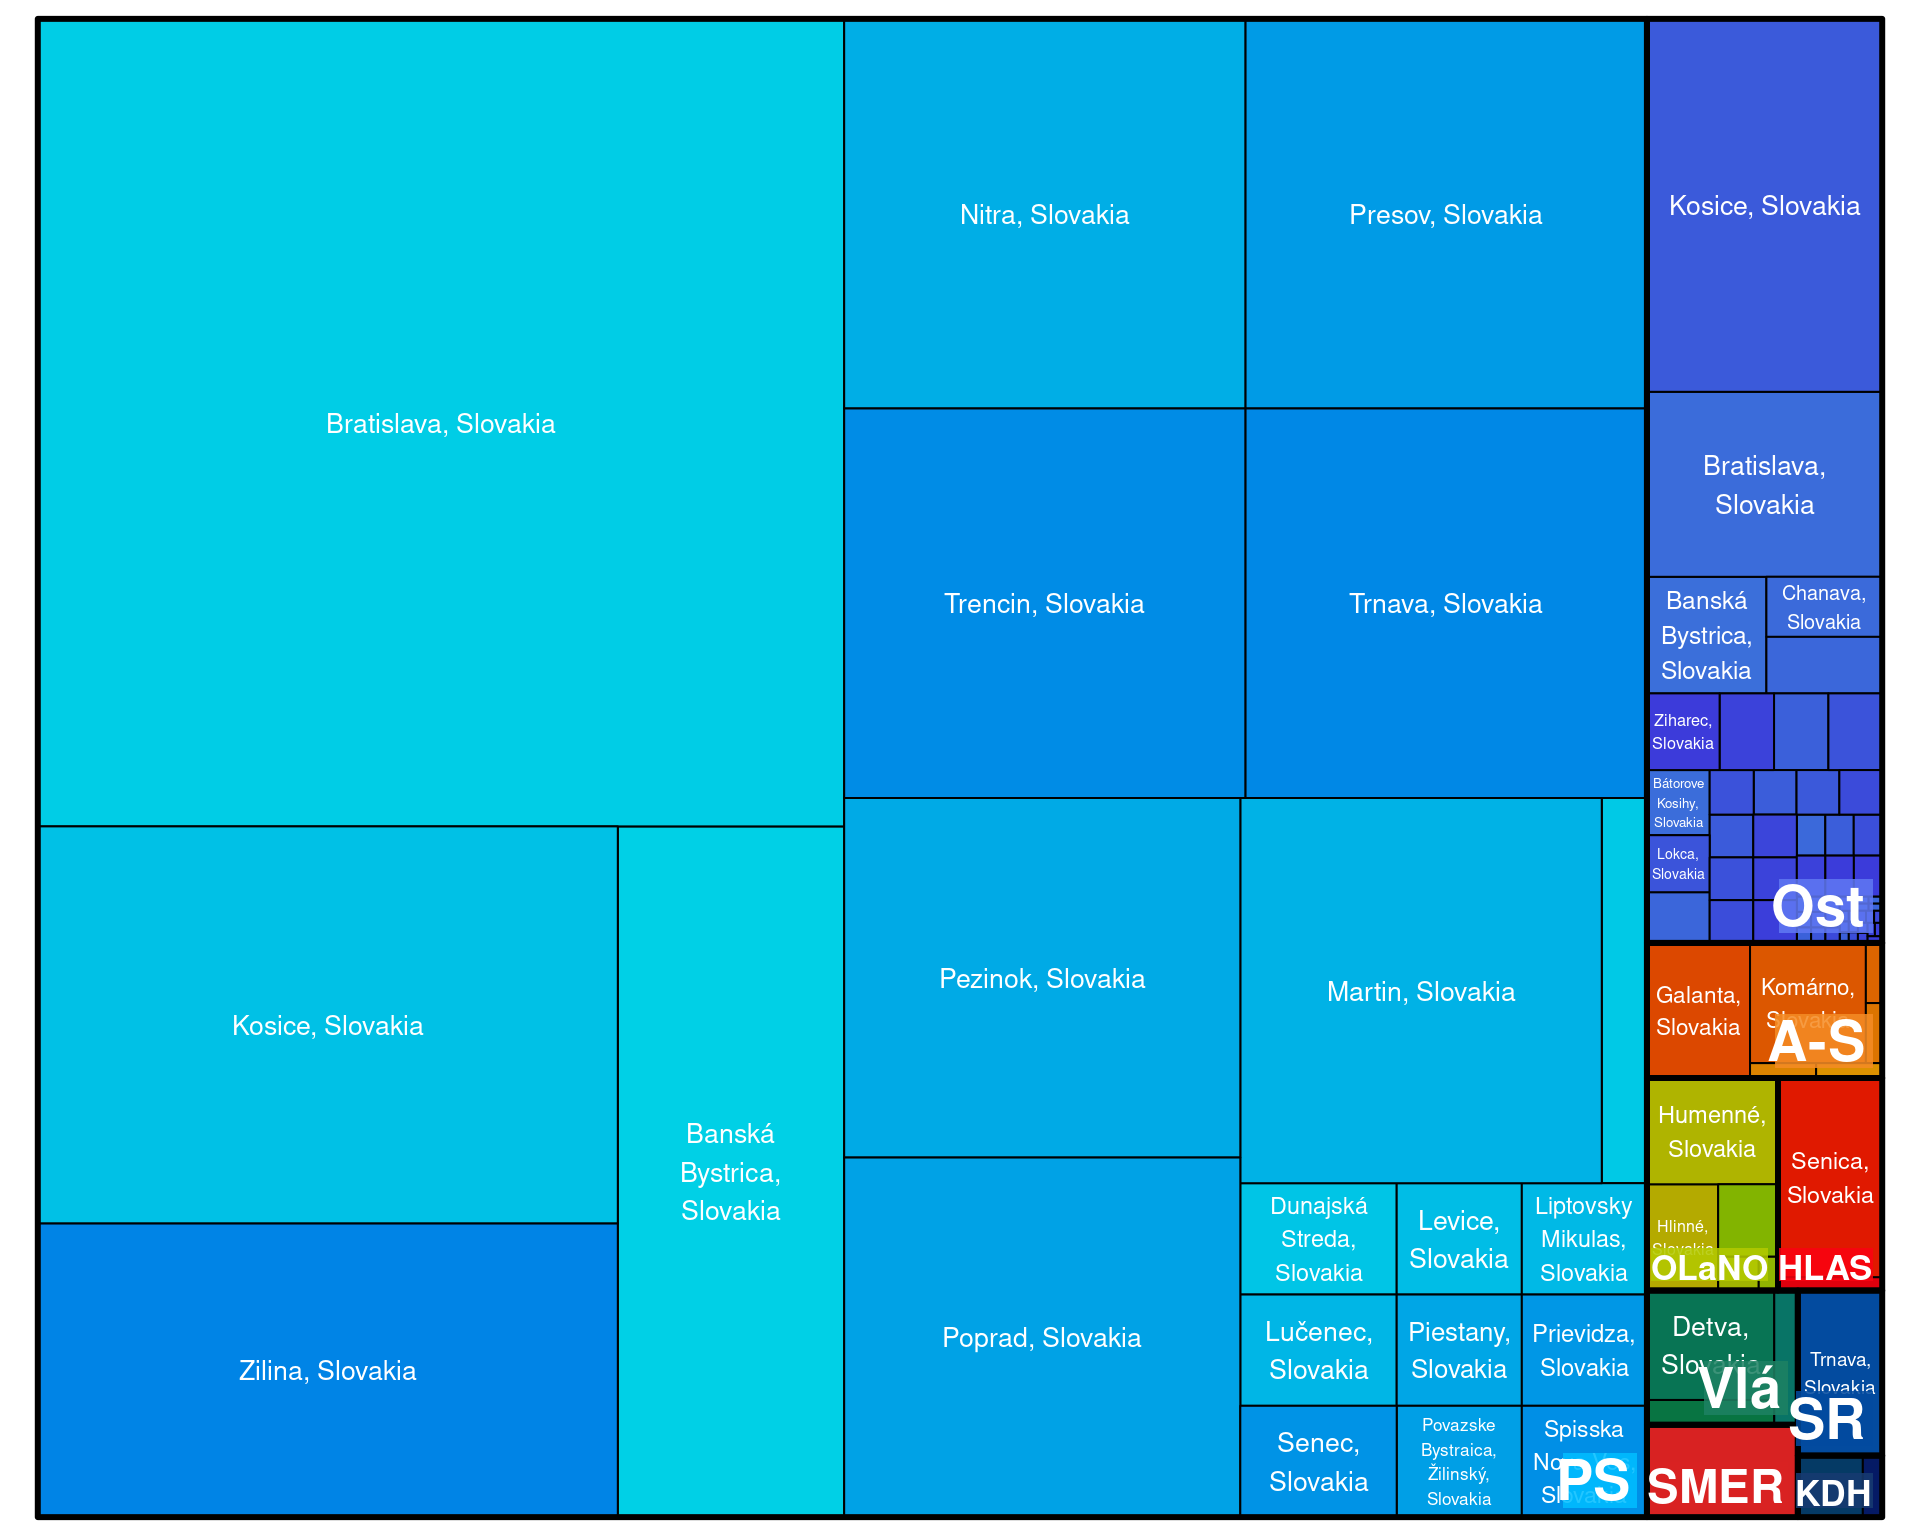 Bratislava, Slovakia
Kosice, Slovakia
Zilina, Slovakia
Banská
Bystrica,
Slovakia
Nitra, Slovakia
Presov, Slovakia
Trencin, Slovakia
Trnava, Slovakia
Pezinok, Slovakia
Poprad, Slovakia
Martin, Slovakia
Dunajská
Streda,
Slovakia
Levice,
Slovakia
Liptovsky
Mikulas,
Slovakia
Lučenec,
Slovakia
Piestany,
Slovakia
Prievidza,
Slovakia
Senec,
Slovakia
Povazske
Bystraica,
Žilinský,
Slovakia
Spisska
PS
Kosice, Slovakia
Bratislava,
Slovakia
Banská
Bystrica,
Slovakia
Chanava,
Slovakia
Ziharec,
Slovakia
Bátorove
Kosihy,
Slovakia
Lokca,
Slovakia
Ost
Galanta,
Slovakia
Komárno,
Slovakia
A-S
Humenné,
Slovakia
Hlinné,
Slovakia
OLaNO
Senica,
Slovakia
HLAS
Detva,
Slovakia
Vlá
Trnava,
Slovakia
SR
SMER
KDH